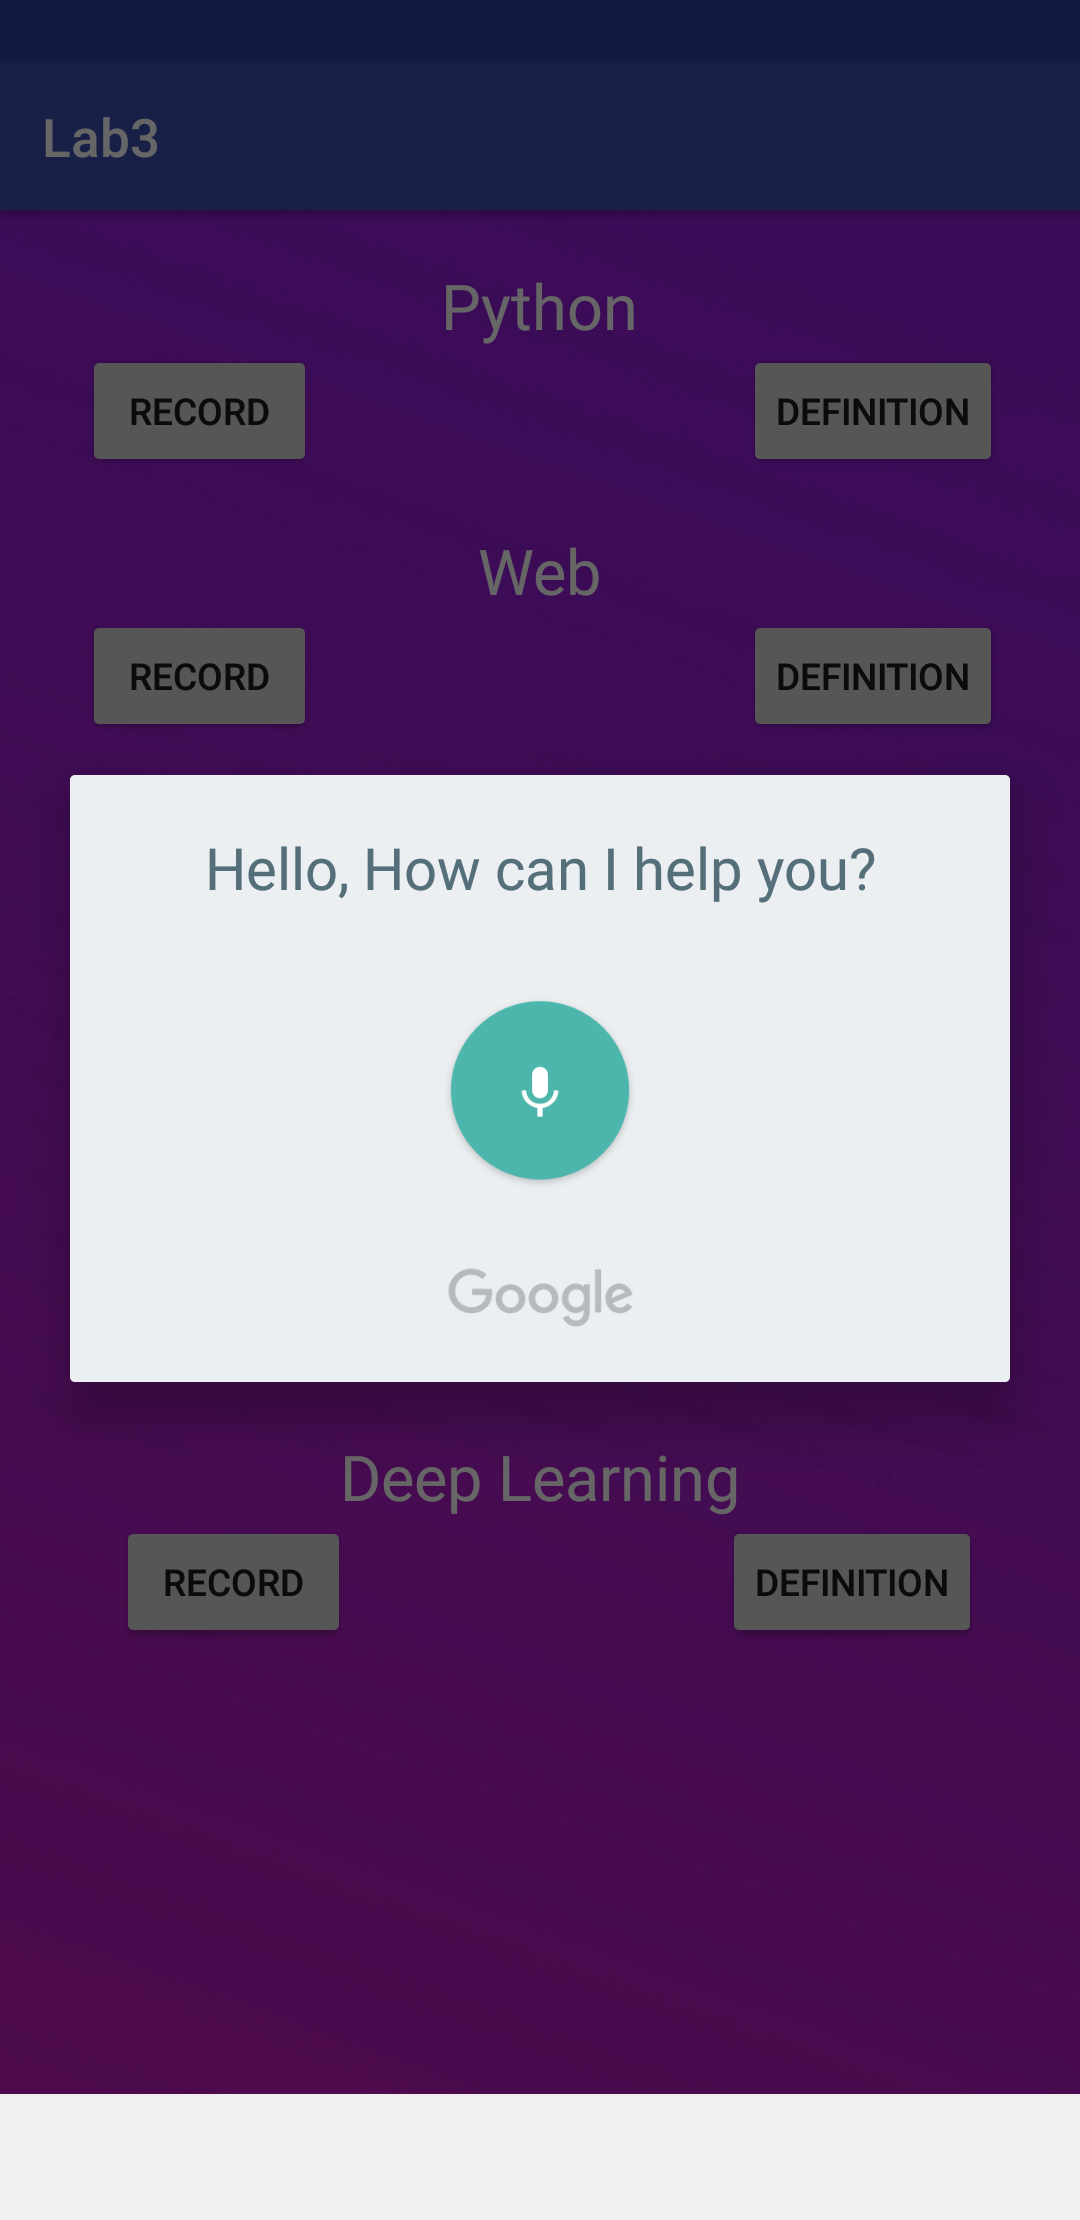 Lab3
Python
RECORD DEFINITION
Web
RECORD DEFINITION
Hello, How can I help you?
Google
Deep Learning
RECORD DEFINITION